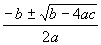 −b ± √(b − 4ac)
2a